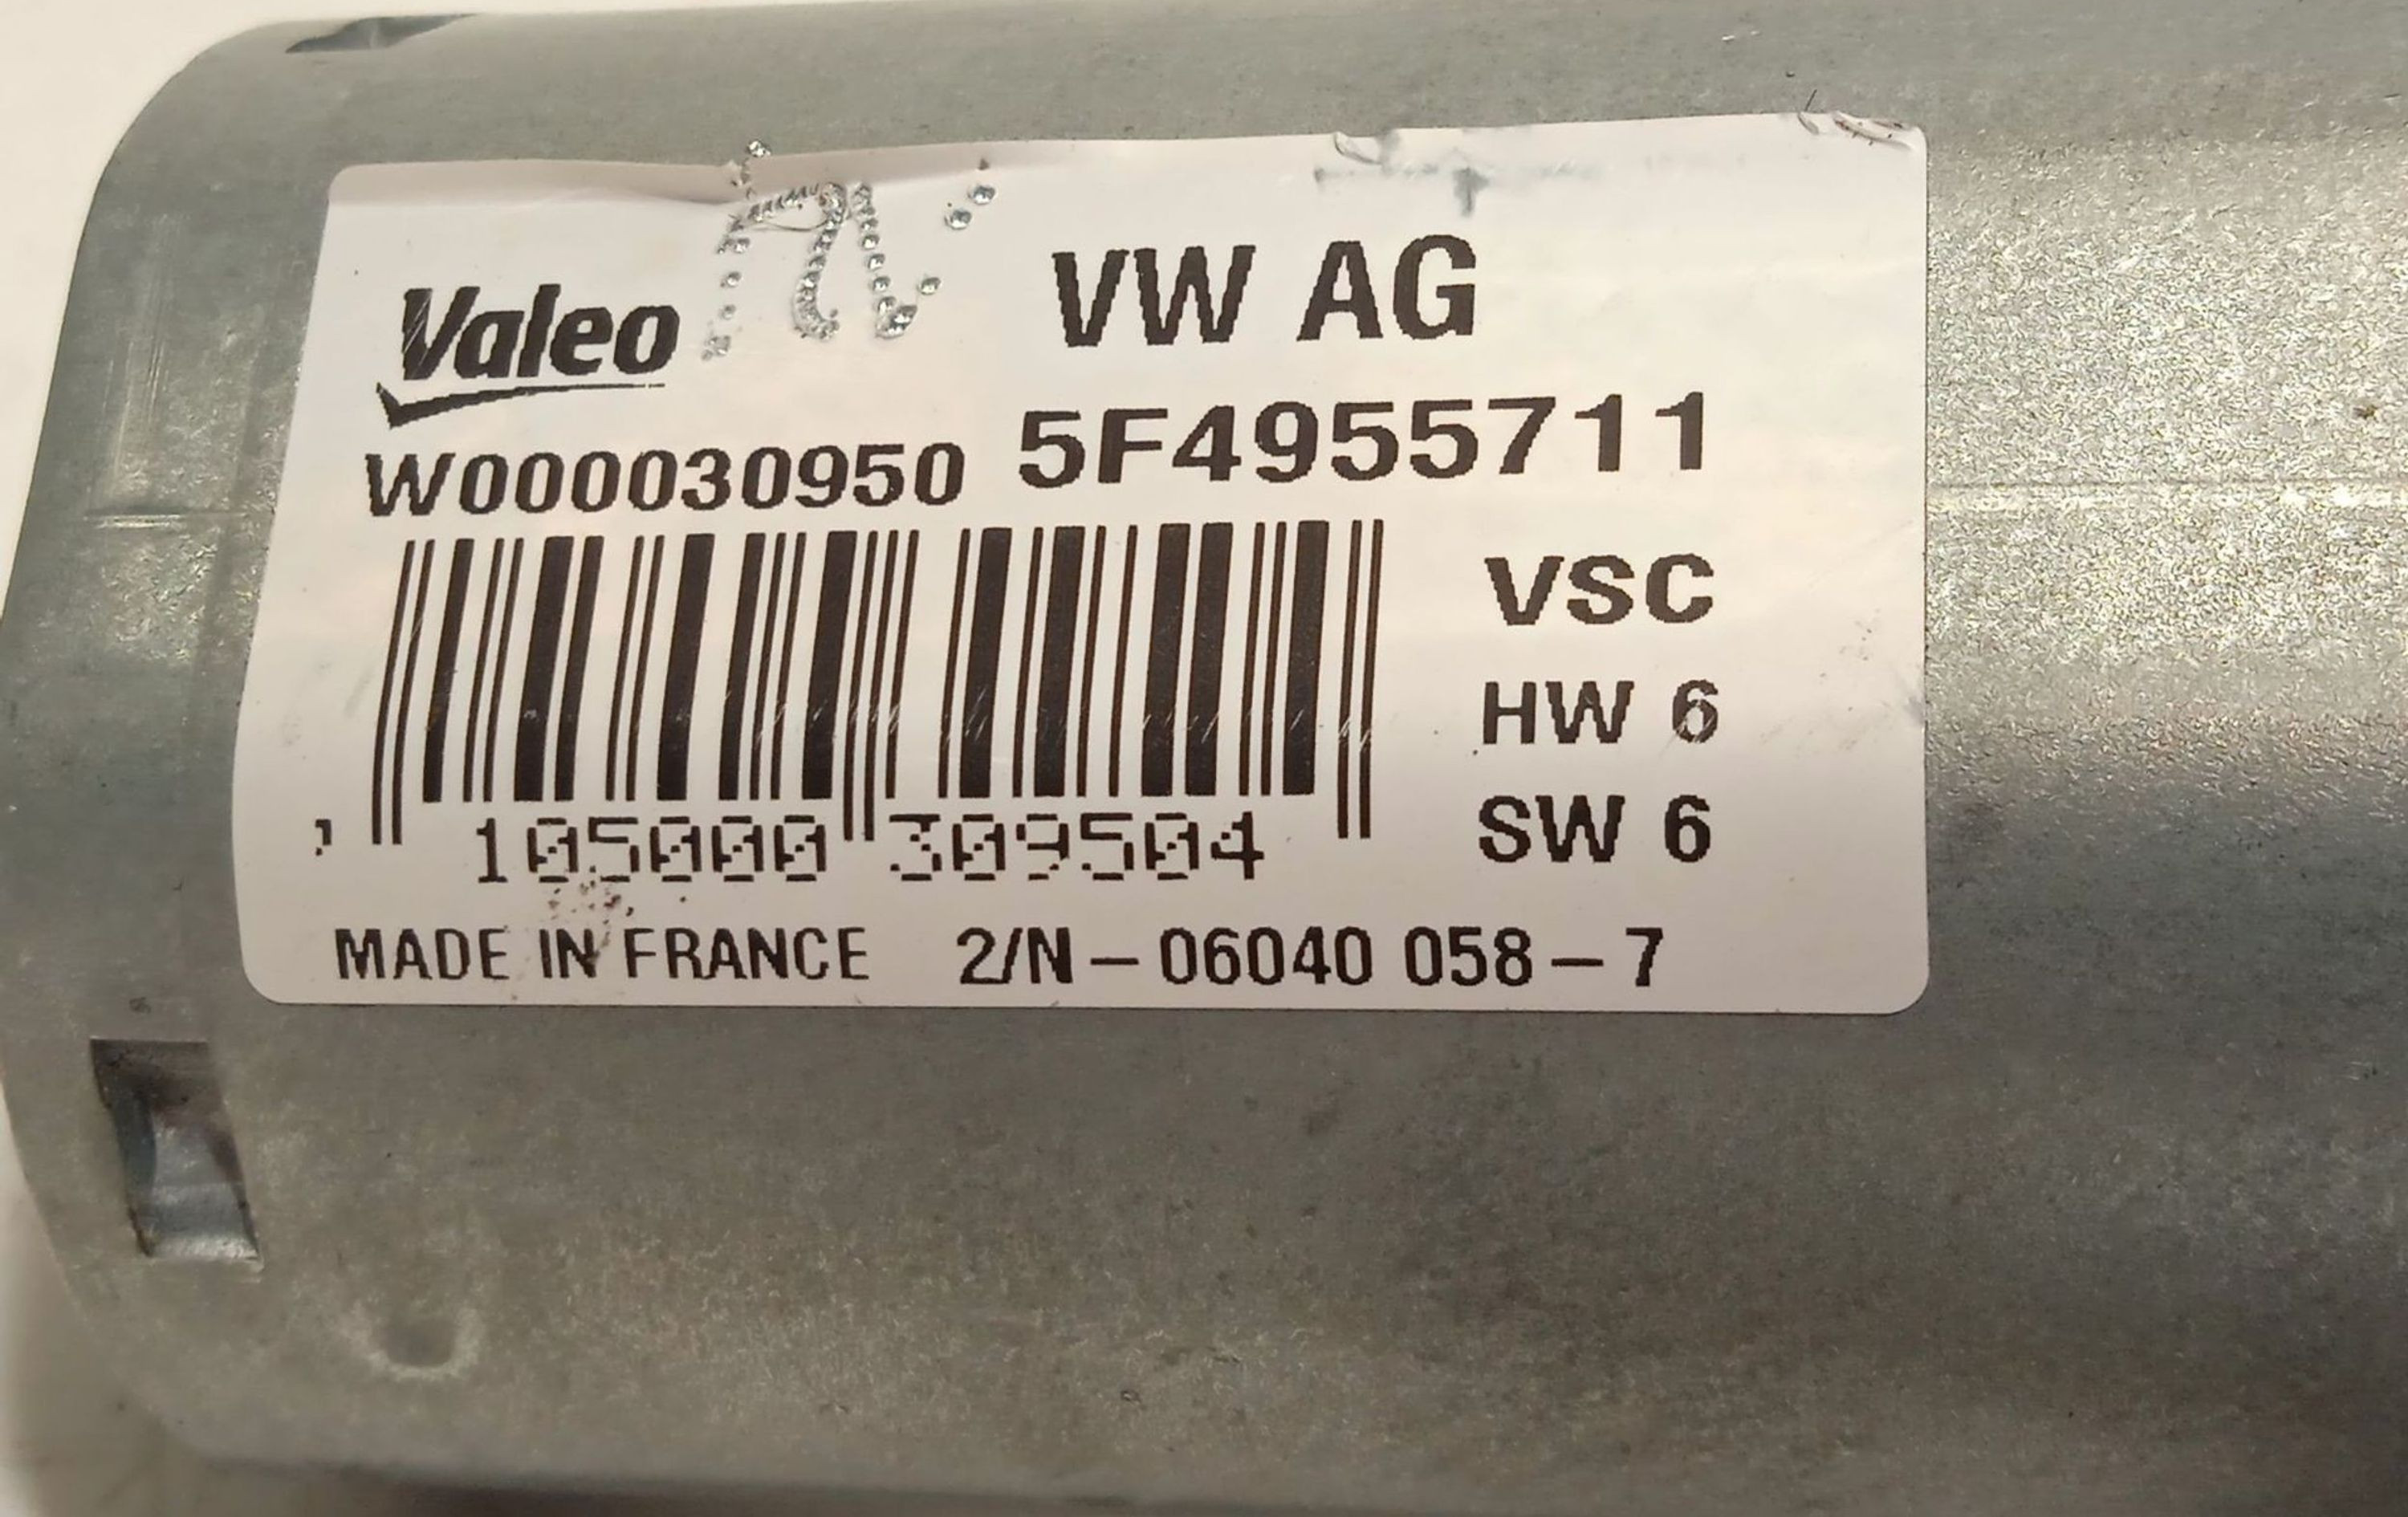 Valeo VW AG
W000030950 5F4955711
VSC
HW 6
SW 6
105000 309504
MADE IN FRANCE 2/N – 06040 058 – 7